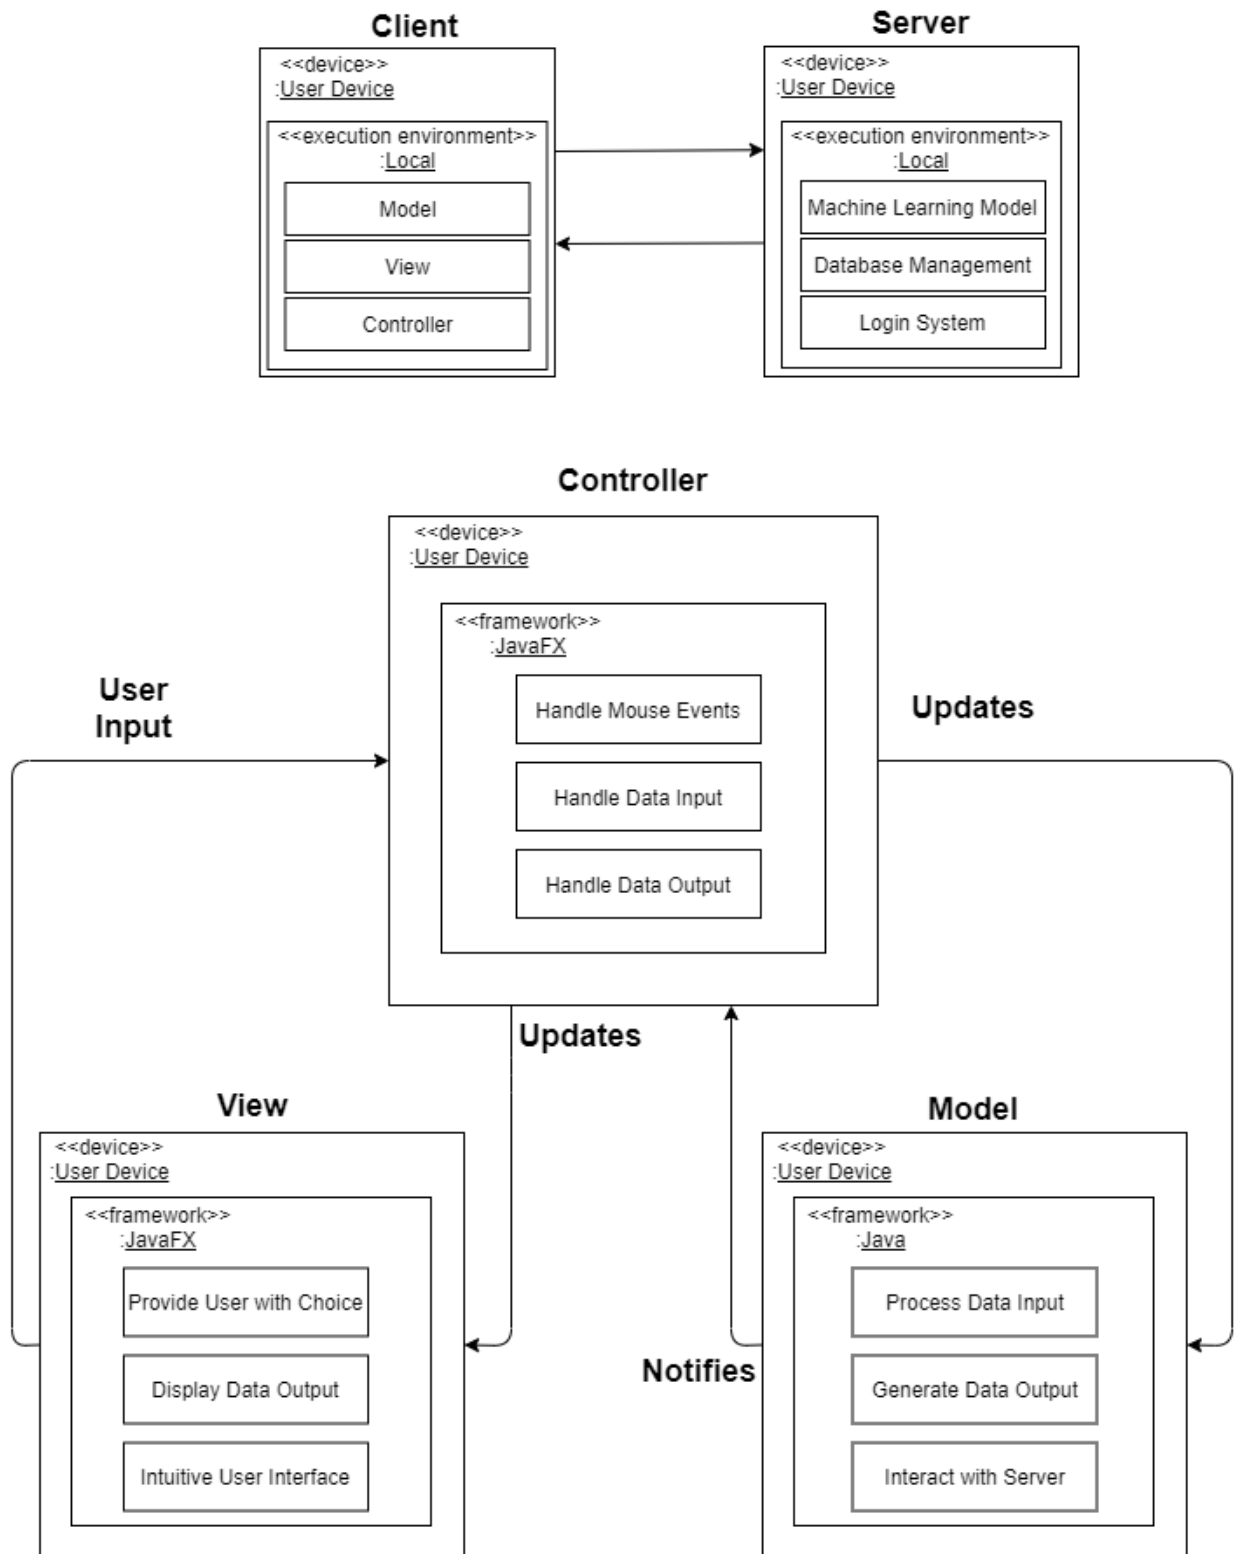 Client
<<device>>
:User Device
<<execution environment>>
:Local
Model
View
Controller
Server
<<device>>
:User Device
<<execution environment>>
:Local
Machine Learning Model
Database Management
Login System
Controller
<<device>>
:User Device
<<framework>>
:JavaFX
Handle Mouse Events
Handle Data Input
Handle Data Output
User
Input
Updates
Updates
View
<<device>>
:User Device
<<framework>>
:JavaFX
Provide User with Choice
Display Data Output
Intuitive User Interface
Notifies
Model
<<device>>
:User Device
<<framework>>
:Java
Process Data Input
Generate Data Output
Interact with Server